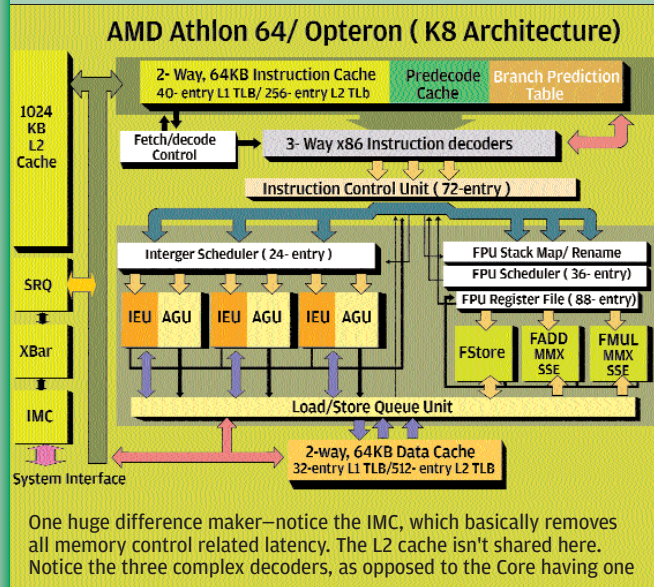 AMD Athlon 64/ Opteron ( K8 Architecture)
2- Way, 64KB Instruction Cache
40- entry L1 TLB/ 256- entry L2 TLb
Predecode
Cache
Branch Prediction
Table
1024
KB
L2
Cache
Fetch/decode
Control
3- Way x86 Instruction decoders
Instruction Control Unit ( 72-entry )
Interger Scheduler ( 24- entry )
FPU Stack Map/ Rename
FPU Scheduler ( 36- entry)
FPU Register File ( 88- entry)
SRQ
IEU
AGU
IEU
AGU
IEU
AGU
FStore
FADD
MMX
SSE
FMUL
MMX
SSE
XBar
IMC
Load/Store Queue Unit
2-way, 64KB Data Cache
32-entry L1 TLB/512- entry L2 TLB
System Interface
One huge difference maker—notice the IMC, which basically removes
all memory control related latency. The L2 cache isn't shared here.
Notice the three complex decoders, as opposed to the Core having one